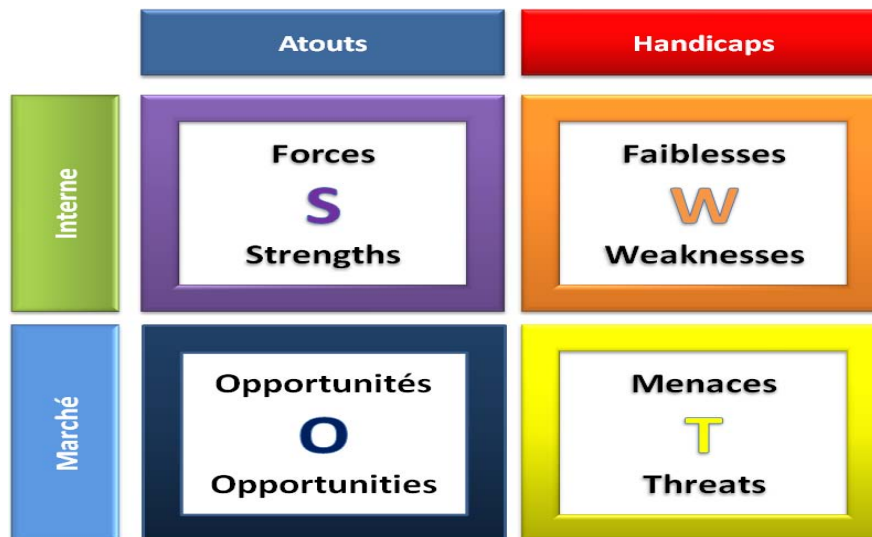 Atouts
Handicaps
Interne
Forces
S
Strengths
Faiblesses
W
Weaknesses
Marché
Opportunités
O
Opportunities
Menaces
T
Threats